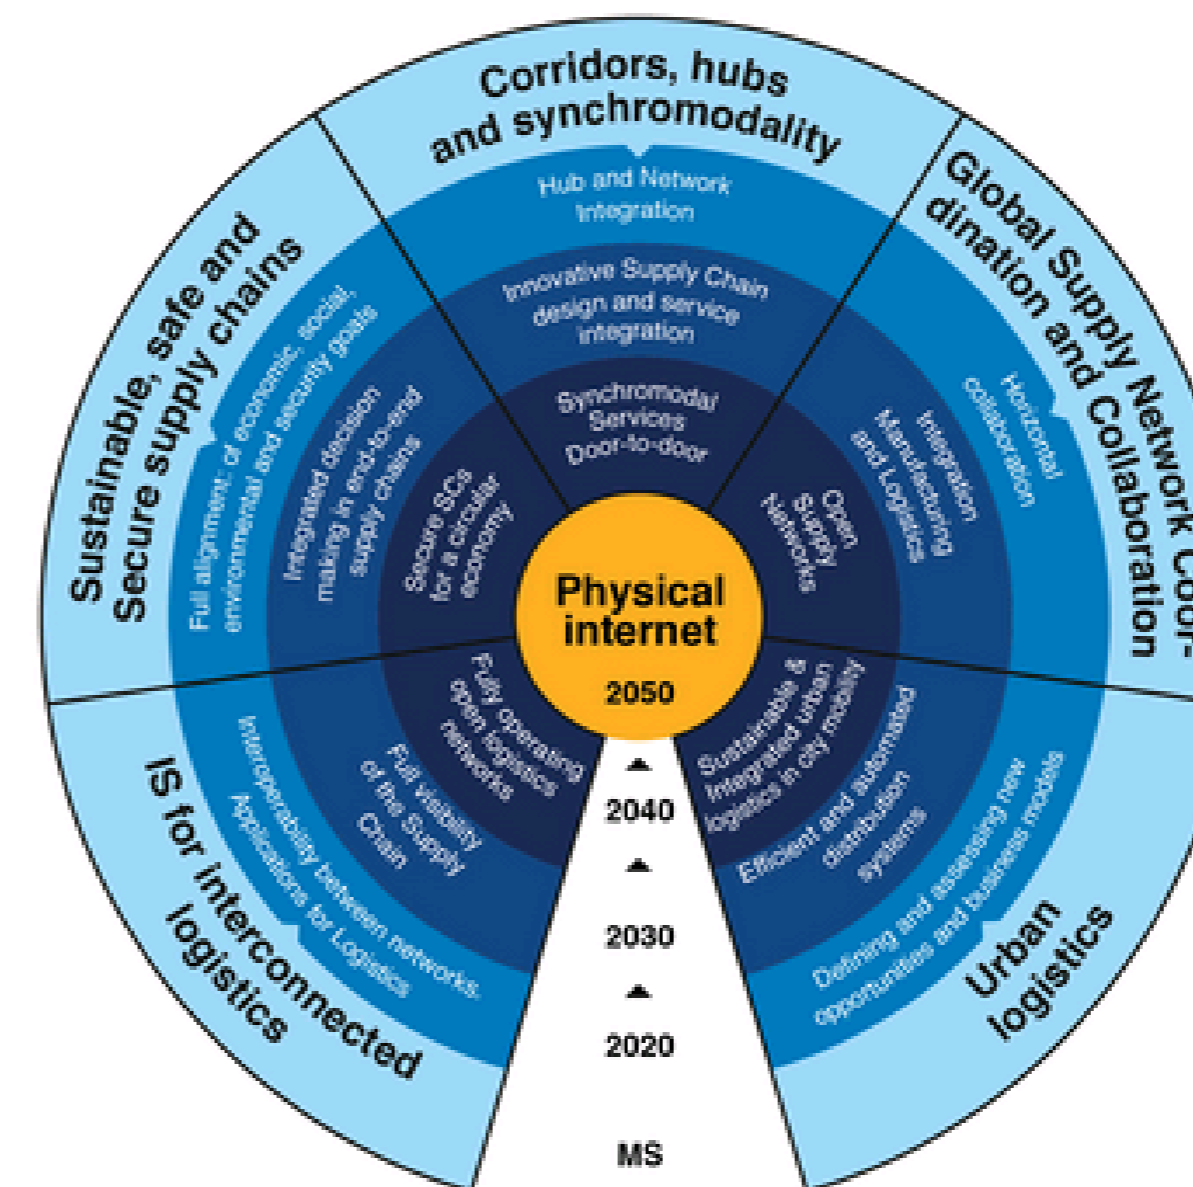 Corridors, hubs
and synchromodality
Hub and Network
Integration
Innovative Supply Chain
design and service
integration
Synchromodal
Services
Door-to-door
Global Supply Network Coor-
dination and Collaboration
Horizontal
collaboration
Integration
Manufacturing
and Logistics
Open
Supply
Networks
Urban
logistics
Defining and assessing new
opportunities and business models
Efficient and automated
distribution
systems
Sustainable &
Integrated urban
logistics in city mobility
IS for interconnected
logistics
Interoperability between networks.
Applications for Logistics
Full visibility
of the Supply
Chain
Fully operating
open logistics
networks
Sustainable, safe and
Secure supply chains
Full alignment: of economic, social,
environmental and security goals
Integrated decision
making in end-to-end
supply chains
Secure SCs
for a circular
economy
Physical
internet
2050
2040
2030
2020
MS